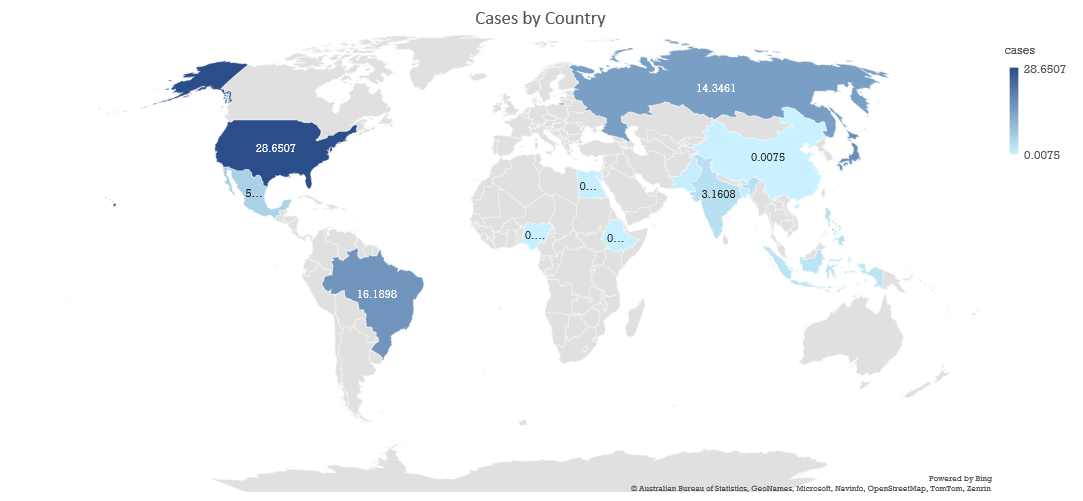 Cases by Country
cases
28.6507
0.0075
14.3461
28.6507
0.0075
5...
0...
3.1608
0....
0...
16.1898
Powered by Bing
© Australian Bureau of Statistics, GeoNames, Microsoft, Navinfo, OpenStreetMap, TomTom, Zenrin